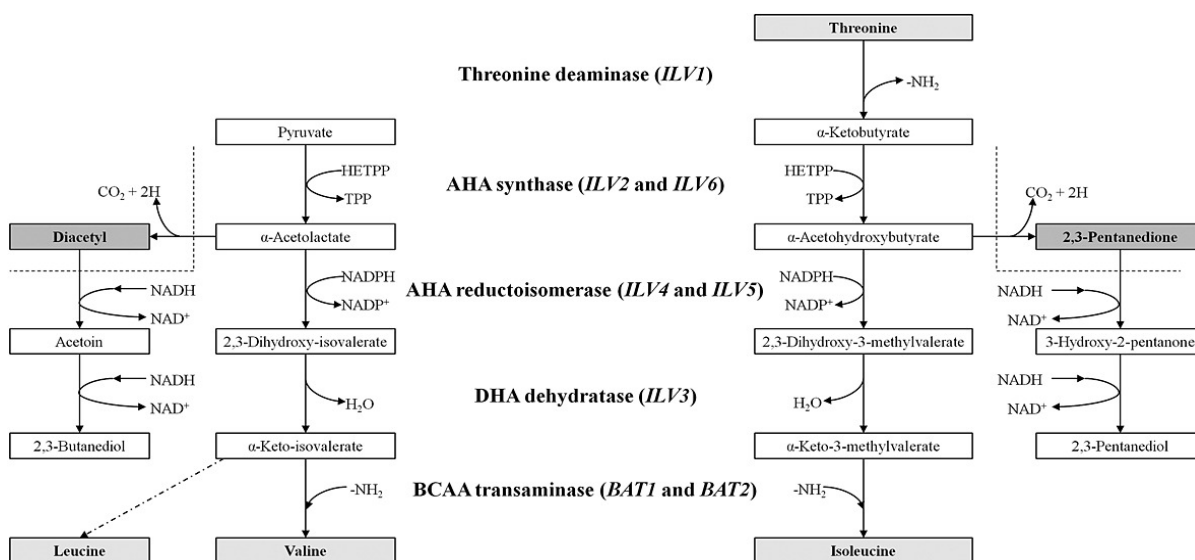 Threonine
Threonine deaminase (ILV1)
-NH₂
Pyruvate
α-Ketobutyrate
HETPP
HETPP
AHA synthase (ILV2 and ILV6)
CO₂ + 2H
TPP
TPP
CO₂ + 2H
Diacetyl
α-Acetolactate
α-Acetohydroxybutyrate
2,3-Pentanedione
NADH
NADPH
NADPH
NADH
AHA reductoisomerase (ILV4 and ILV5)
NAD⁺
NADP⁺
NADP⁺
NAD⁺
Acetoin
2,3-Dihydroxy-isovalerate
2,3-Dihydroxy-3-methylvalerate
3-Hydroxy-2-pentanone
NADH
NADH
DHA dehydratase (ILV3)
NAD⁺
H₂O
H₂O
NAD⁺
2,3-Butanediol
α-Keto-isovalerate
α-Keto-3-methylvalerate
2,3-Pentanediol
-NH₂
BCAA transaminase (BAT1 and BAT2)
-NH₂
Leucine
Valine
Isoleucine